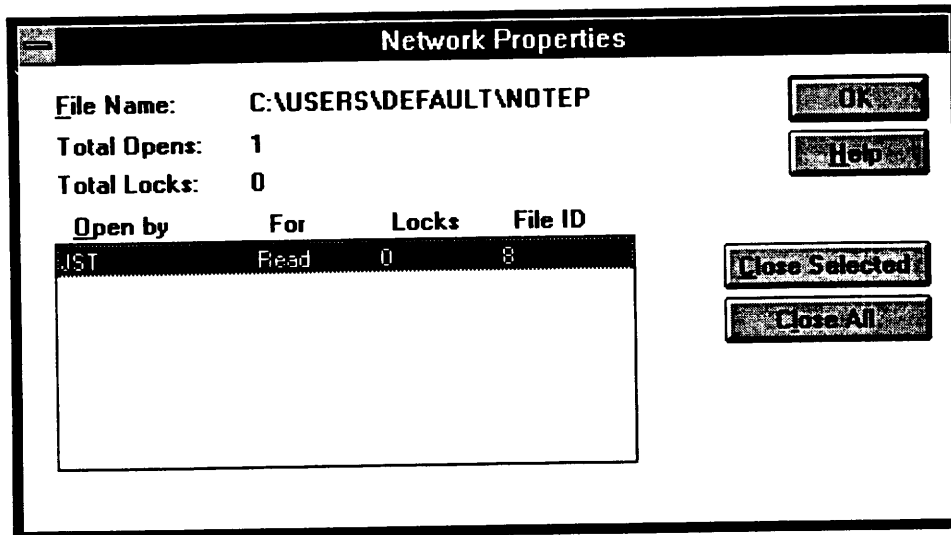 Network Properties
File Name: C:\USERS\DEFAULT\NOTEP
OK
Total Opens: 1
Help
Total Locks: 0
Open by For Locks File ID
JST Read 0 8
Close Selected
Close All